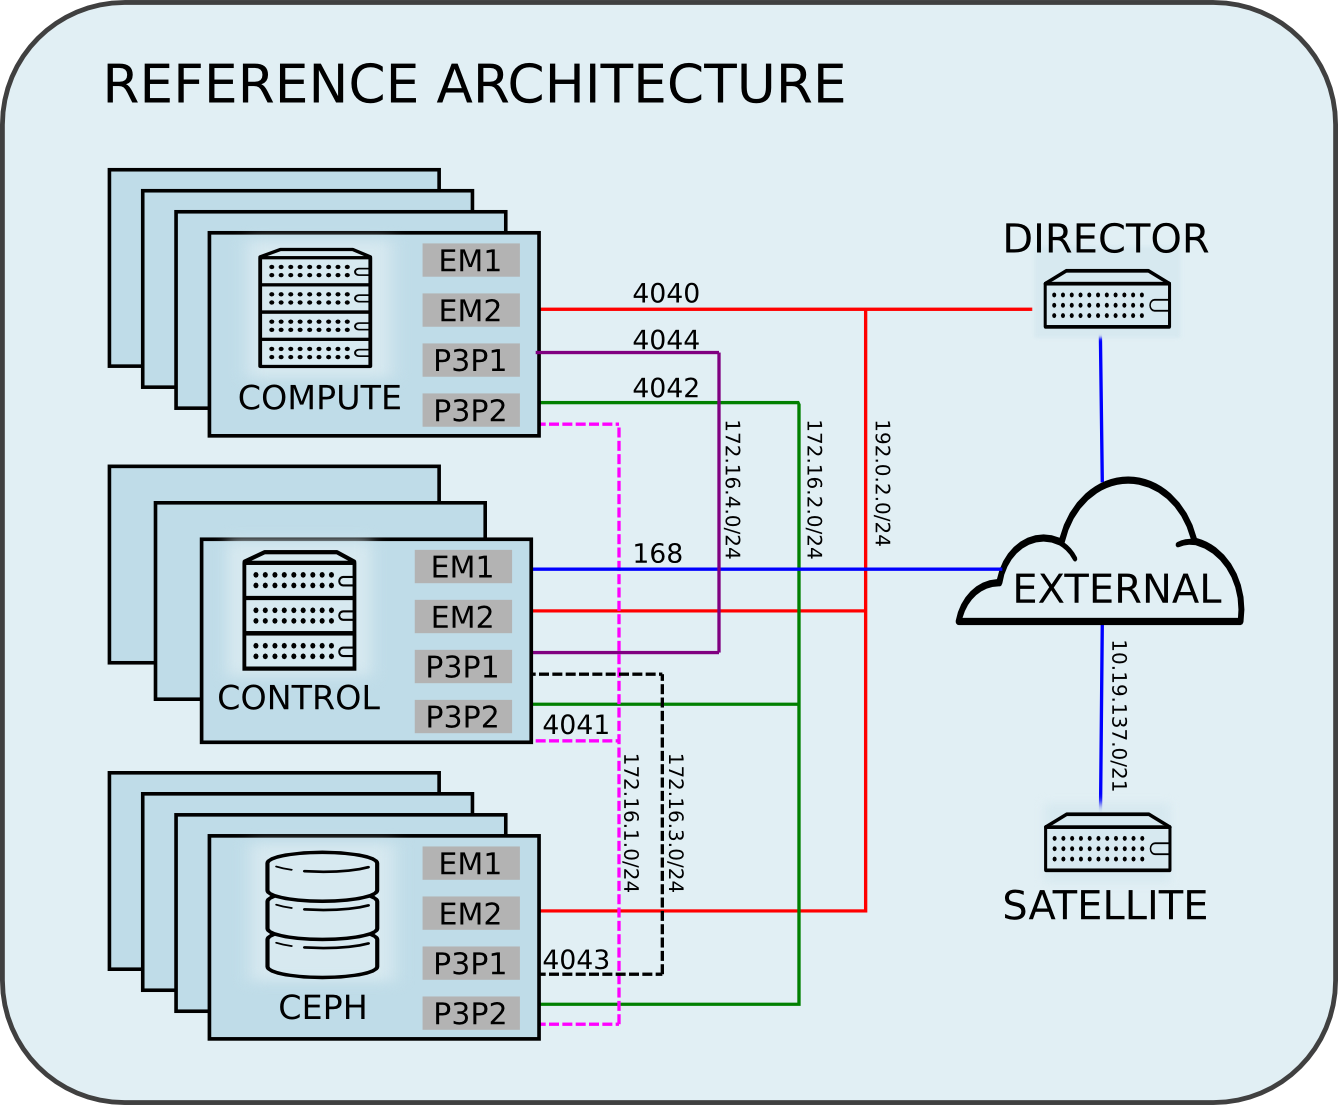 REFERENCE ARCHITECTURE
EM1
EM2
P3P1
P3P2
COMPUTE
4040
4044
4042
DIRECTOR
172.16.4.0/24
172.16.2.0/24
192.0.2.0/24
EM1
EM2
P3P1
P3P2
CONTROL
168
4041
EXTERNAL
10.19.137.0/21
172.16.1.0/24
172.16.3.0/24
EM1
EM2
P3P1
P3P2
CEPH
4043
SATELLITE